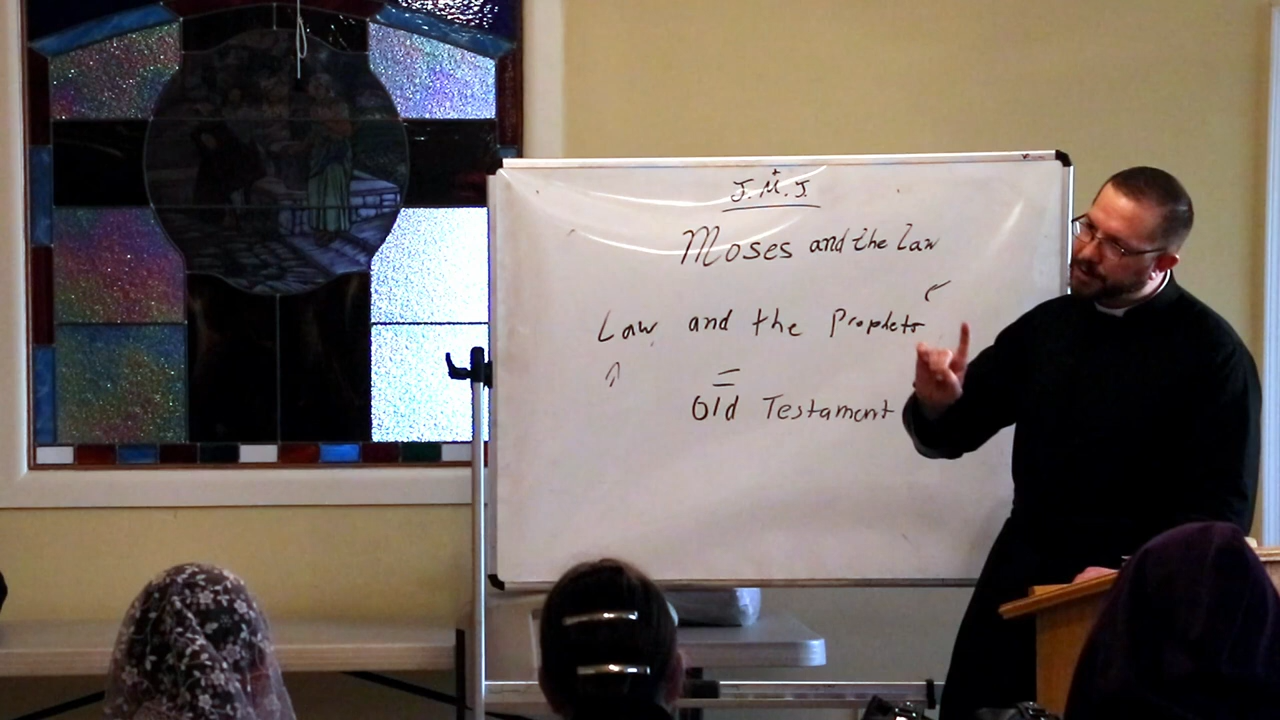 J.M.J.
Moses and the Law
Law and the Prophets
=
Old Testament